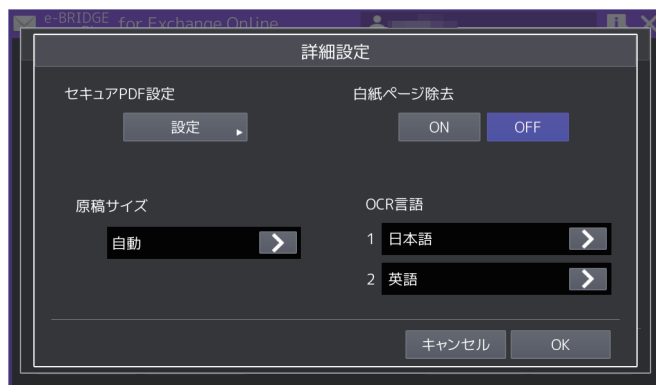 e-BRIDGE for Exchange Online
詳細設定
セキュアPDF設定
白紙ページ除去
設定
ON
OFF
原稿サイズ
OCR言語
自動
1 日本語
2 英語
キャンセル
OK